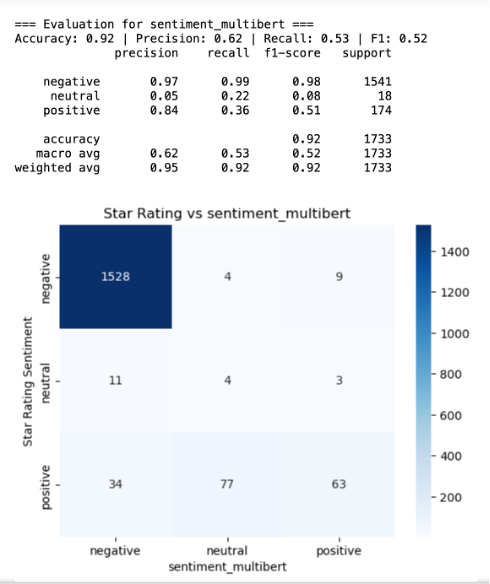 === Evaluation for sentiment_multibert ===
Accuracy: 0.92 | Precision: 0.62 | Recall: 0.53 | F1: 0.52
precision recall f1-score support
negative 0.97 0.99 0.98 1541
neutral 0.05 0.22 0.08 18
positive 0.84 0.36 0.51 174
accuracy 0.92 1733
macro avg 0.62 0.53 0.52 1733
weighted avg 0.95 0.92 0.92 1733
Star Rating vs sentiment_multibert
Star Rating Sentiment
negative
1528 4 9
neutral
11 4 3
positive
34 77 63
negative neutral positive
sentiment_multibert
1400
1200
1000
800
600
400
200